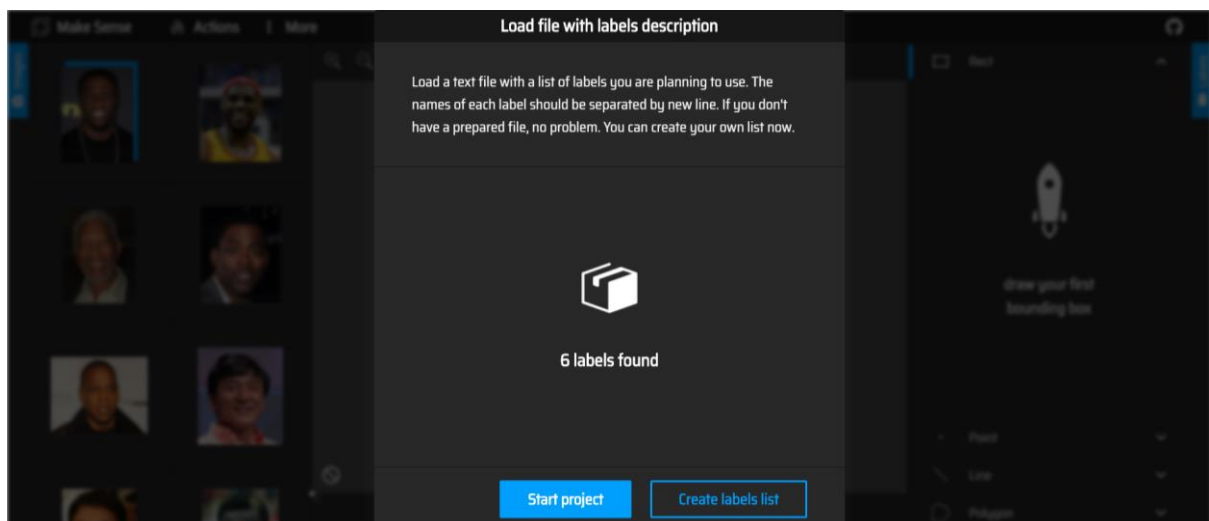 Make Sense
Actions
More
Load file with labels description
Rect
Load a text file with a list of labels you are planning to use. The
names of each label should be separated by new line. If you don't
have a prepared file, no problem. You can create your own list now.
draw your first
bounding box
6 labels found
Point
Line
Start project
Create labels list
Polygon